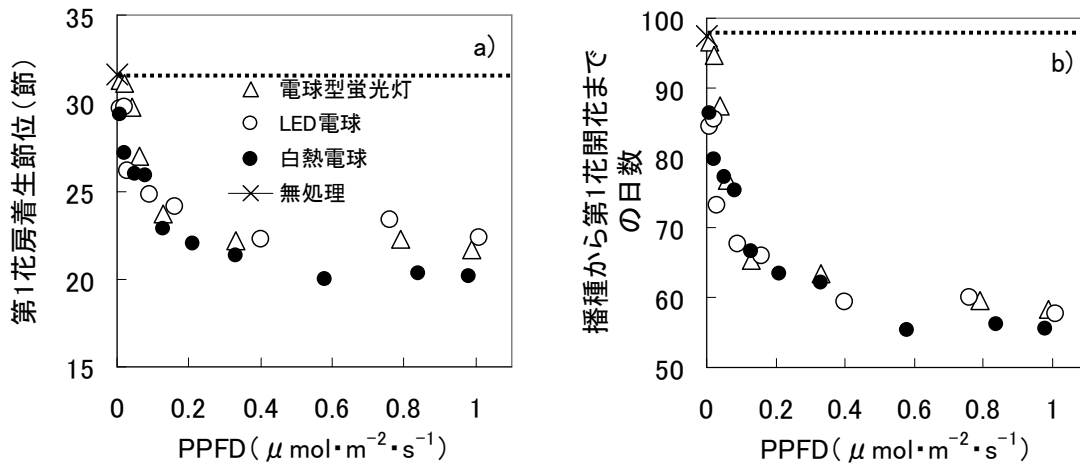 第1花房着生節位(節)
35
30
25
20
15
a)
電球型蛍光灯
LED電球
白熱電球
無処理
0 0.2 0.4 0.6 0.8 1
PPFD(μmol・m⁻²・s⁻¹)
播種から第1花開花まで
の日数
100
90
80
70
60
50
b)
0 0.2 0.4 0.6 0.8 1
PPFD(μmol・m⁻²・s⁻¹)